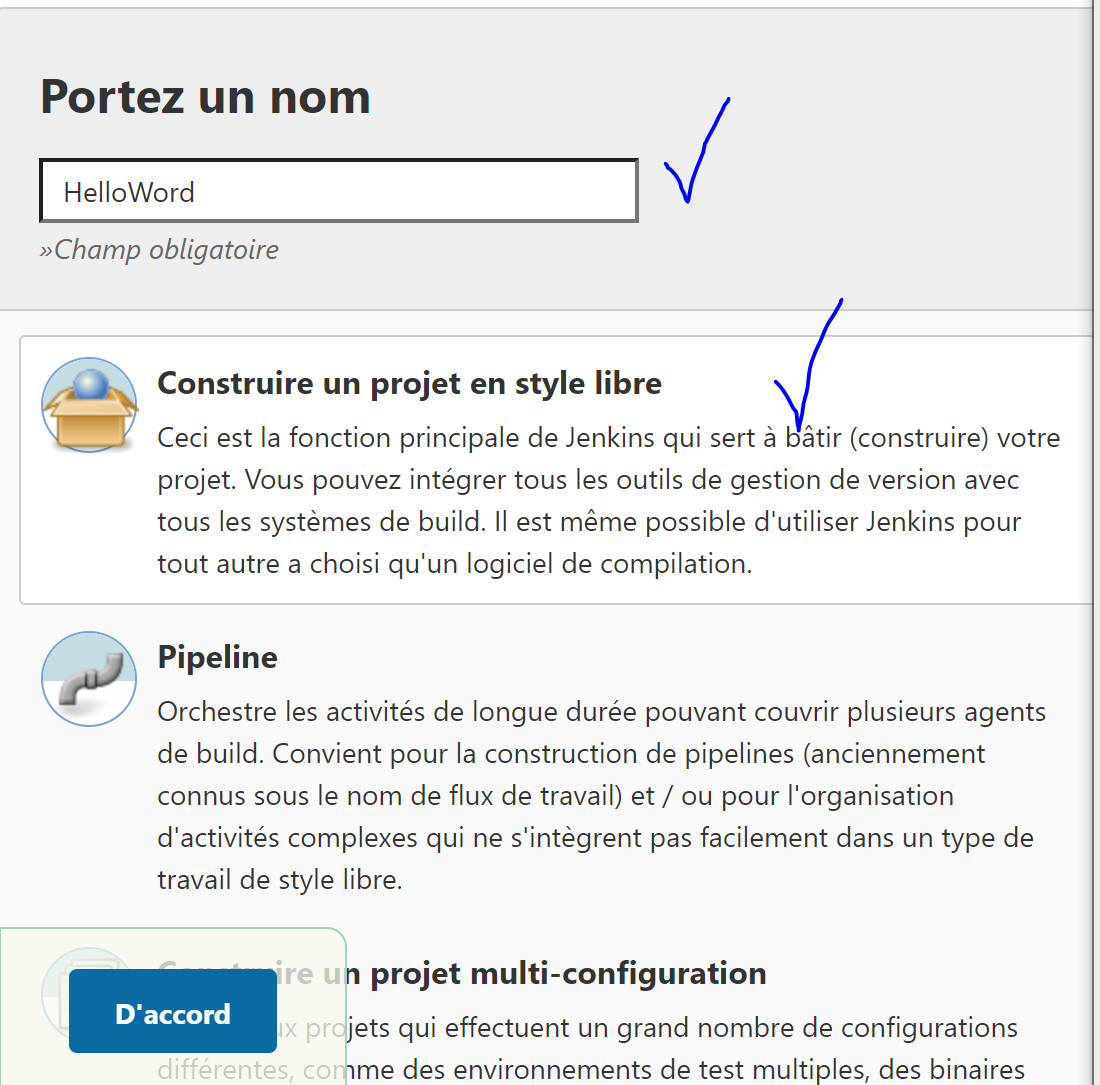 Portez un nom
HelloWord
»Champ obligatoire
Construire un projet en style libre
Ceci est la fonction principale de Jenkins qui sert à bâtir (construire) votre
projet. Vous pouvez intégrer tous les outils de gestion de version avec
tous les systèmes de build. Il est même possible d'utiliser Jenkins pour
tout autre a choisi qu'un logiciel de compilation.
Pipeline
Orchestre les activités de longue durée pouvant couvrir plusieurs agents
de build. Convient pour la construction de pipelines (anciennement
connus sous le nom de flux de travail) et / ou pour l'organisation
d'activités complexes qui ne s'intègrent pas facilement dans un type de
travail de style libre.
Construire un projet multi-configuration
D'accord
projets qui effectuent un grand nombre de configurations
différentes, comme des environnements de test multiples, des binaires